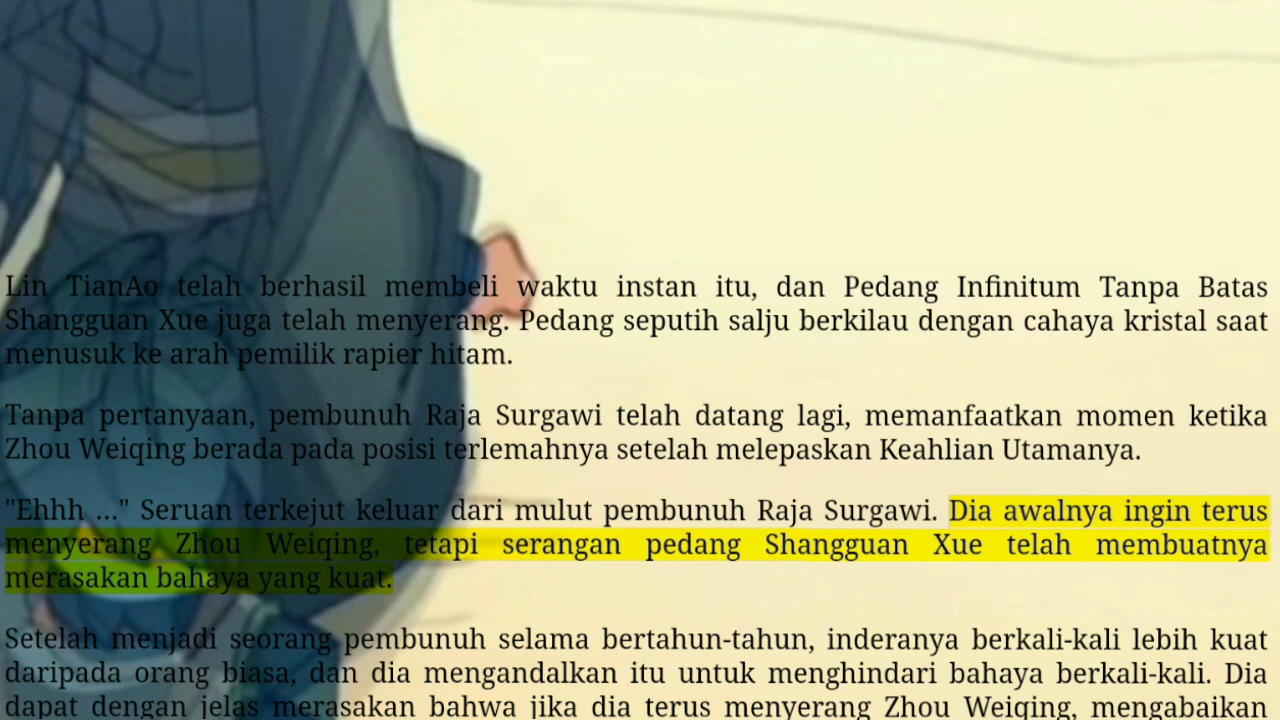 Lin TianAo telah berhasil membeli waktu instan itu, dan Pedang Infinitum Tanpa Batas
Shangguan Xue juga telah menyerang. Pedang seputih salju berkilau dengan cahaya kristal saat
menusuk ke arah pemilik rapier hitam.
Tanpa pertanyaan, pembunuh Raja Surgawi telah datang lagi, memanfaatkan momen ketika
Zhou Weiqing berada pada posisi terlemahnya setelah melepaskan Keahlian Utamanya.
"Ehhh ..." Seruan terkejut keluar dari mulut pembunuh Raja Surgawi. Dia awalnya ingin terus
menyerang Zhou Weiqing, tetapi serangan pedang Shangguan Xue telah membuatnya
merasakan bahaya yang kuat.
Setelah menjadi seorang pembunuh selama bertahun-tahun, inderanya berkali-kali lebih kuat
daripada orang biasa, dan dia mengandalkan itu untuk menghindari bahaya berkali-kali. Dia
dapat dengan jelas merasakan bahwa jika dia terus menyerang Zhou Weiqing, mengabaikan